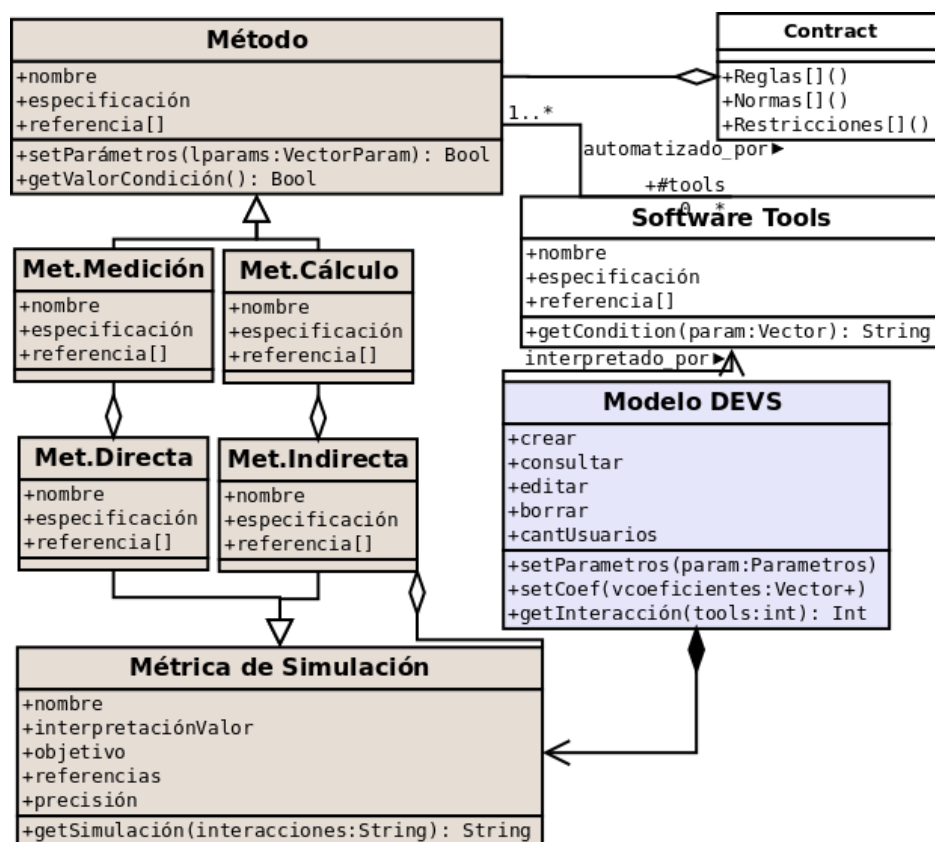 Método
+nombre
+especificación
+referencia[]
+setParámetros(lparams:VectorParam): Bool
+getValorCondición(): Bool
Contract
+Reglas[]()
+Normas[]()
+Restricciones[]()
1..*
automatizado_por▶
+#tools
0..*
Software Tools
+nombre
+especificación
+referencia[]
+getCondition(param:Vector): String
interpretado_por▶
Met.Medición
+nombre
+especificación
+referencia[]
Met.Cálculo
+nombre
+especificación
+referencia[]
Met.Directa
+nombre
+especificación
+referencia[]
Met.Indirecta
+nombre
+especificación
+referencia[]
Modelo DEVS
+crear
+consultar
+editar
+borrar
+cantUsuarios
+setParametros(param:Parametros)
+setCoef(vcoeficientes:Vector+)
+getInteracción(tools:int): Int
Métrica de Simulación
+nombre
+interpretaciónValor
+objetivo
+referencias
+precisión
+getSimulación(interacciones:String): String